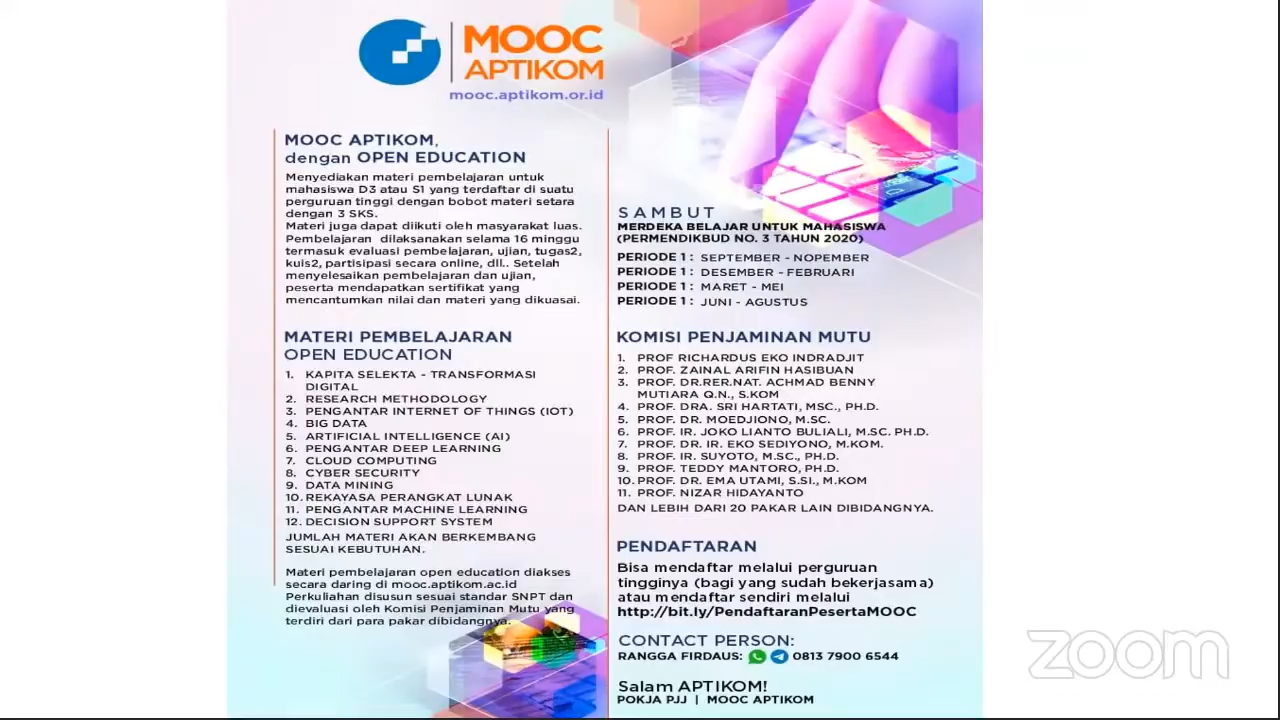 MOOC
APTIKOM
mooc.aptikom.or.id
MOOC APTIKOM,
dengan OPEN EDUCATION
Menyediakan materi pembelajaran untuk
mahasiswa D3 atau S1 yang terdaftar di suatu
perguruan tinggi dengan bobot materi setara
dengan 3 SKS.
Materi juga dapat diikuti oleh masyarakat luas.
Pembelajaran dilaksanakan selama 16 minggu
termasuk evaluasi pembelajaran, ujian, tugas2,
kuis2, partisipasi secara online, dll.. Setelah
menyelesaikan pembelajaran dan ujian,
peserta mendapatkan sertifikat yang
mencantumkan nilai dan materi yang dikuasai.
MATERI PEMBELAJARAN
OPEN EDUCATION
1. KAPITA SELEKTA - TRANSFORMASI
DIGITAL
2. RESEARCH METHODOLOGY
3. PENGANTAR INTERNET OF THINGS (IOT)
4. BIG DATA
5. ARTIFICIAL INTELLIGENCE (AI)
6. PENGANTAR DEEP LEARNING
7. CLOUD COMPUTING
8. CYBER SECURITY
9. DATA MINING
10. REKAYASA PERANGKAT LUNAK
11. PENGANTAR MACHINE LEARNING
12. DECISION SUPPORT SYSTEM
JUMLAH MATERI AKAN BERKEMBANG
SESUAI KEBUTUHAN.
Materi pembelajaran open education diakses
secara daring di mooc.aptikom.ac.id
Perkuliahan disusun sesuai standar SNPT dan
dievaluasi oleh Komisi Penjaminan Mutu yang
terdiri dari para pakar dibidangnya.
SAMBUT
MERDEKA BELAJAR UNTUK MAHASISWA
(PERMENDIKBUD NO. 3 TAHUN 2020)
PERIODE 1 : SEPTEMBER - NOPEMBER
PERIODE 1 : DESEMBER - FEBRUARI
PERIODE 1 : MARET - MEI
PERIODE 1 : JUNI - AGUSTUS
KOMISI PENJAMINAN MUTU
1. PROF RICHARDUS EKO INDRADJIT
2. PROF. ZAINAL ARIFIN HASIBUAN
3. PROF. DR.RER.NAT. ACHMAD BENNY
MUTIARA Q.N., S.KOM
4. PROF. DRA. SRI HARTATI, MSC., PH.D.
5. PROF. DR. MOEDJIONO, M.SC.
6. PROF. IR. JOKO LIANTO BULIALI, M.SC. PH.D.
7. PROF. DR. IR. EKO SEDIYONO, M.KOM.
8. PROF. IR. SUYOTO, M.SC., PH.D.
9. PROF. TEDDY MANTORO, PH.D.
10. PROF. DR. EMA UTAMI, S.SI., M.KOM
11. PROF. NIZAR HIDAYANTO
DAN LEBIH DARI 20 PAKAR LAIN DIBIDANGNYA.
PENDAFTARAN
Bisa mendaftar melalui perguruan
tingginya (bagi yang sudah bekerjasama)
atau mendaftar sendiri melalui
http://bit.ly/PendaftaranPesertaMOOC
CONTACT PERSON:
RANGGA FIRDAUS: 0813 7900 6544
Salam APTIKOM!
POKJA PJJ | MOOC APTIKOM
zoom